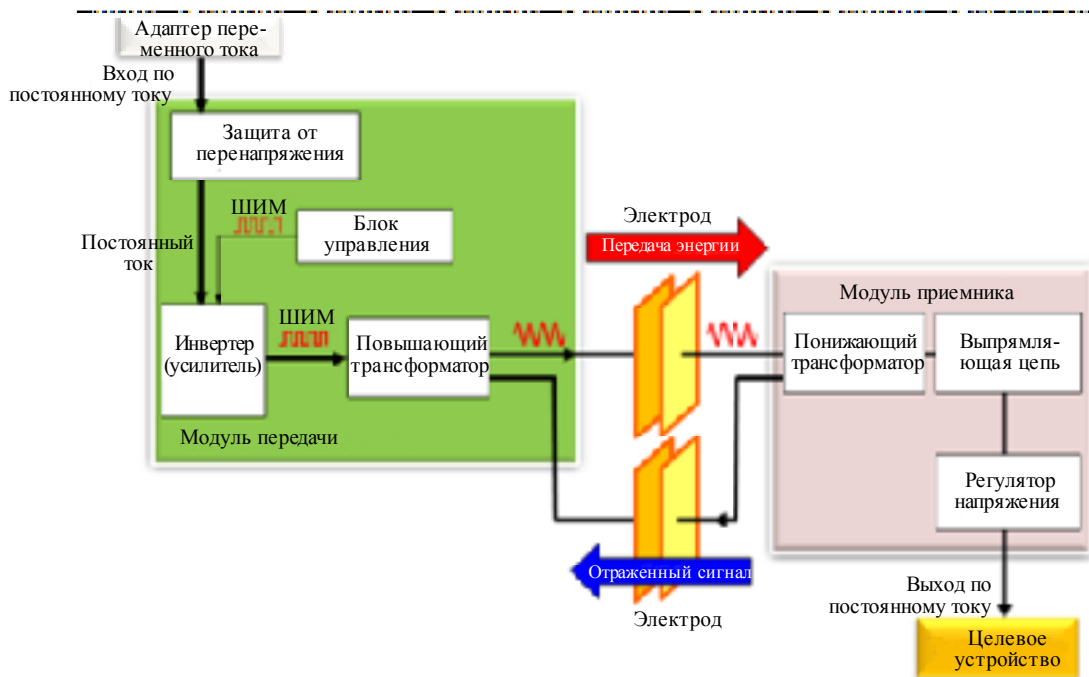 Адаптер пере-
менного тока
Вход по
постоянному току
Защита от
перенапряжения
ШИМ
Блок
управления
Постоянный
ток
Электрод
Передача энергии
Модуль приемника
ШИМ
Инвертер
(усилитель)
Повышающий
трансформатор
Понижающий
трансформатор
Выпрямля-
ющая цепь
Модуль передачи
Регулятор
напряжения
Отраженный сигнал
Электрод
Выход по
постоянному току
Целевое
устройство